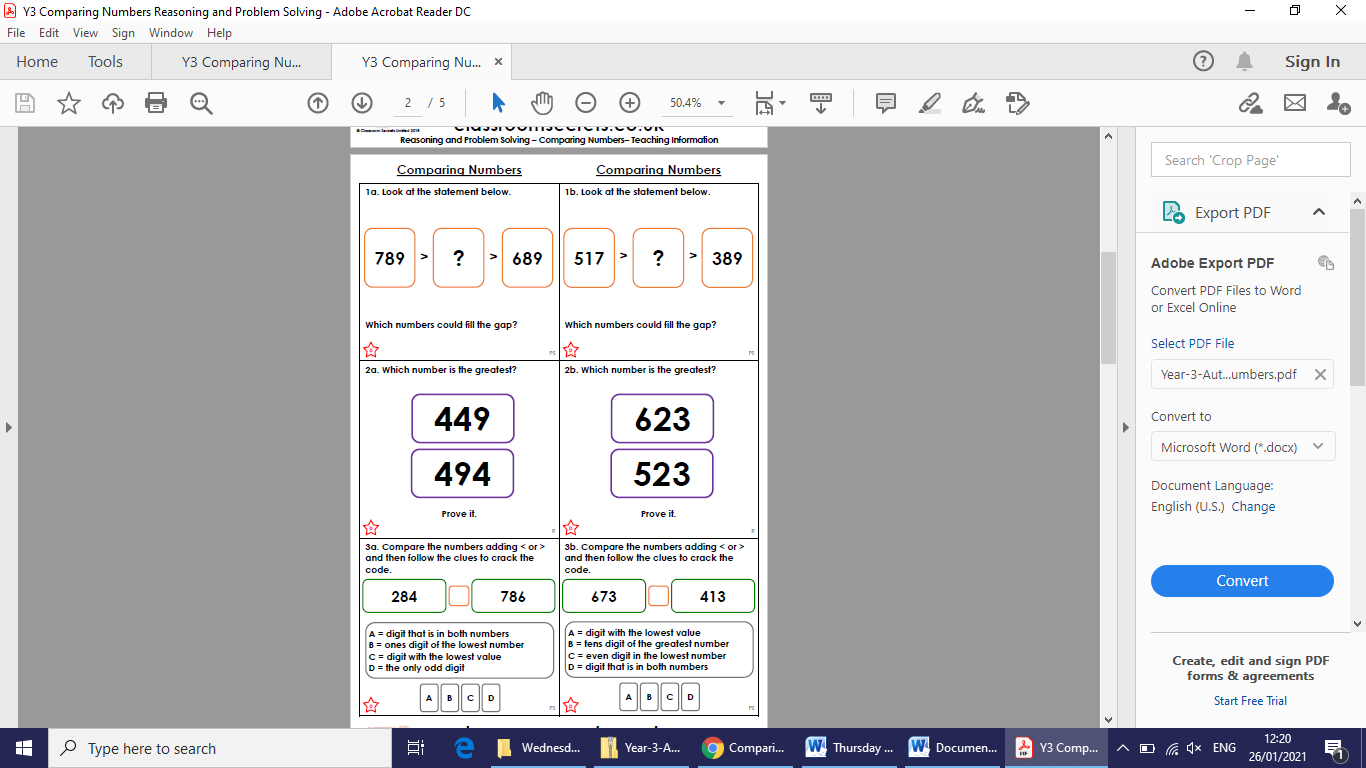 Y3 Comparing Numbers Reasoning and Problem Solving - Adobe Acrobat Reader DC
File Edit View Sign Window Help
Home Tools Y3 Comparing Nu... Y3 Comparing Nu... ×
? Sign In
2 / 5 50.4%
© Classroom Secrets Limited 2018
classroomsecrets.co.uk
Reasoning and Problem Solving – Comparing Numbers– Teaching Information
Comparing Numbers
1a. Look at the statement below.
789 > ? > 689
Which numbers could fill the gap?
D PS
2a. Which number is the greatest?
449
494
Prove it.
D R
3a. Compare the numbers adding < or >
and then follow the clues to crack the
code.
284 786
A = digit that is in both numbers
B = ones digit of the lowest number
C = digit with the lowest value
D = the only odd digit
A B C D
D PS
Comparing Numbers
1b. Look at the statement below.
517 > ? > 389
Which numbers could fill the gap?
D PS
2b. Which number is the greatest?
623
523
Prove it.
D R
3b. Compare the numbers adding < or >
and then follow the clues to crack the
code.
673 413
A = digit with the lowest value
B = tens digit of the greatest number
C = even digit in the lowest number
D = digit that is in both numbers
A B C D
D PS
Search 'Crop Page'
Export PDF
Adobe Export PDF
Convert PDF Files to Word
or Excel Online
Select PDF File
Year-3-Aut...umbers.pdf
Convert to
Microsoft Word (*.docx)
Document Language:
English (U.S.) Change
Convert
Create, edit and sign PDF
forms & agreements
Start Free Trial
Type here to search
Wednesd... Year-3-A... Compari... Thursday ... Documen... Y3 Comp...
ENG
12:20
26/01/2021
1